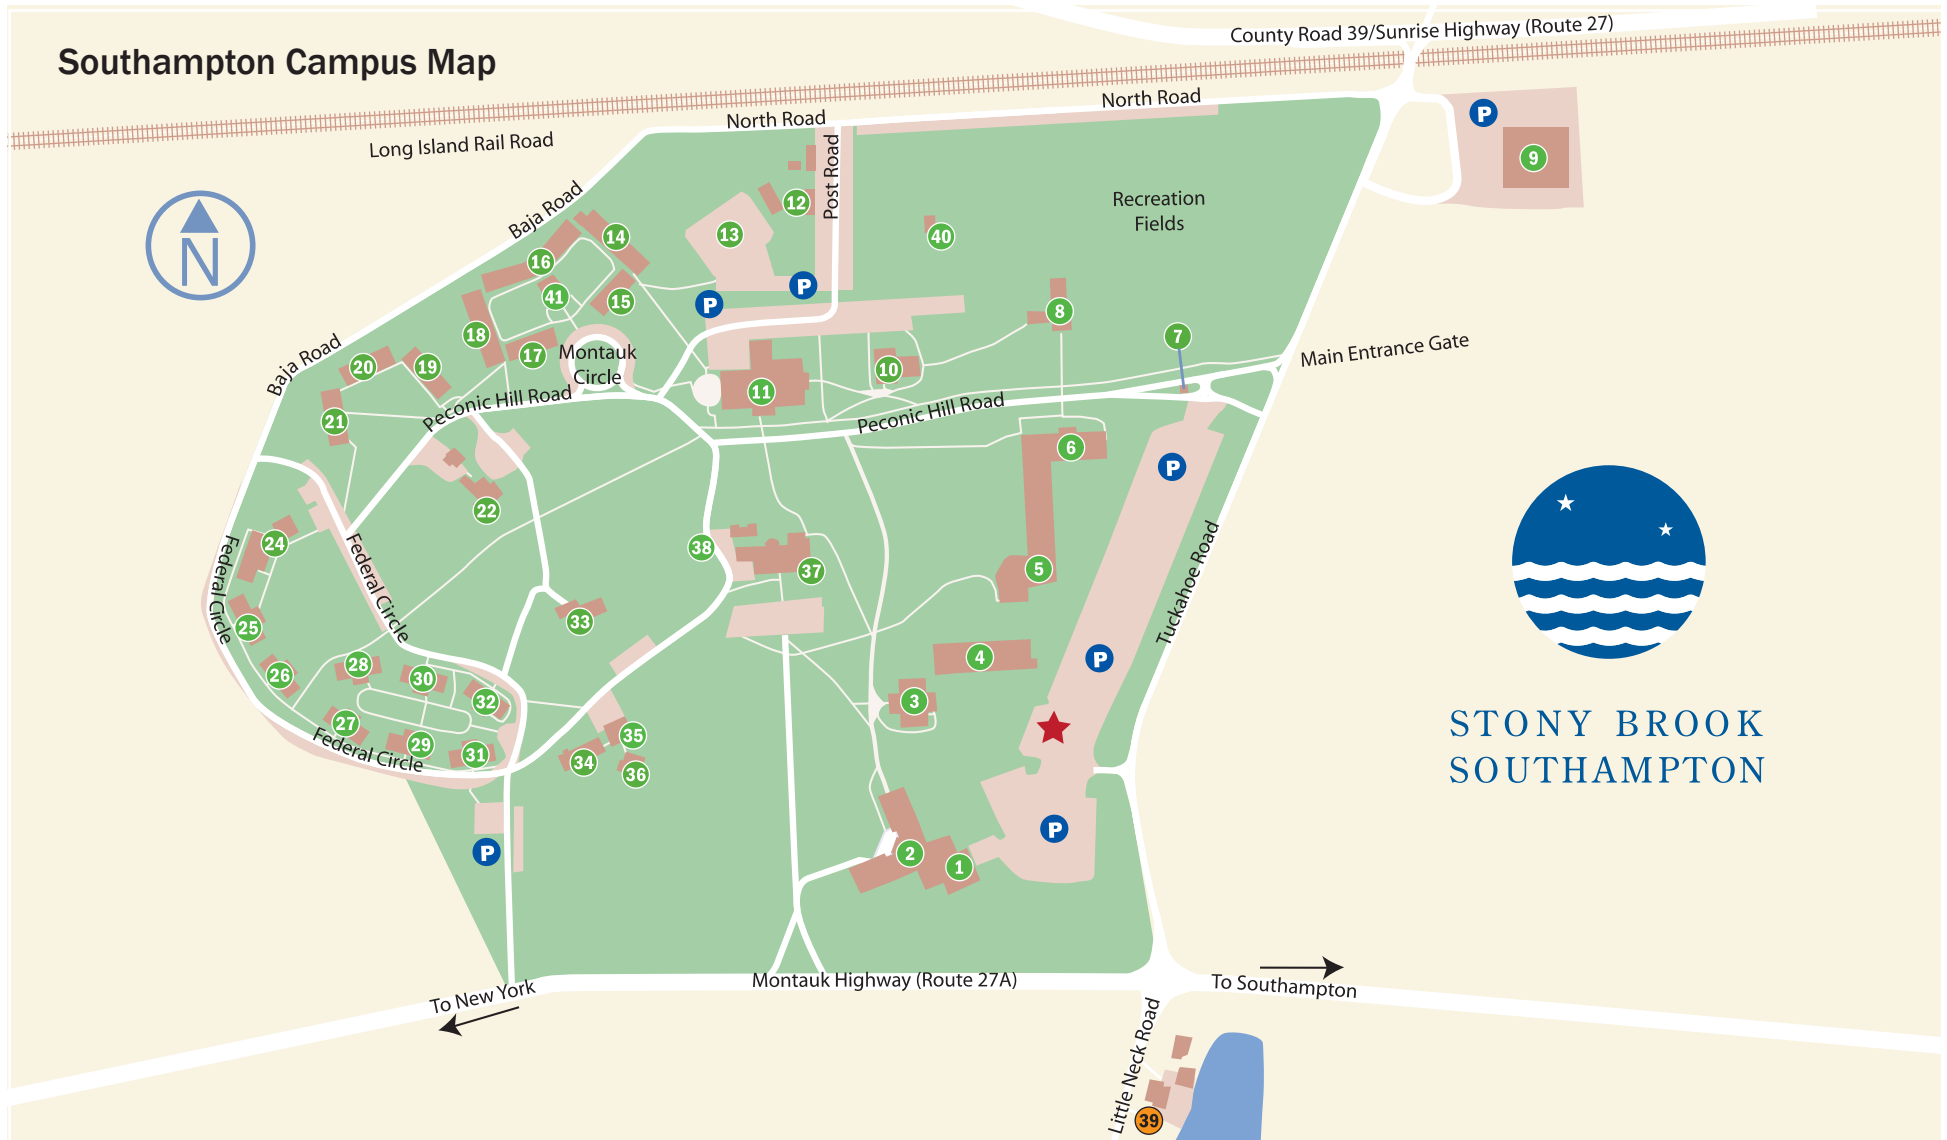 Southampton Campus Map
County Road 39/Sunrise Highway (Route 27)
Long Island Rail Road
North Road
North Road
P
9
N
Baja Road
Post Road
12
13
14
16
41
15
P
P
40
Recreation
Fields
8
7
Main Entrance Gate
18
17
Montauk
Circle
Baja Road
20
19
21
Peconic Hill Road
11
10
Peconic Hill Road
6
P
22
38
37
5
Tuckahoe Road
24
Federal Circle
Federal Circle
25
33
26
28
30
32
27
29
31
Federal Circle
35
34
36
4
P
3
P
P
2
1
STONY BROOK
SOUTHAMPTON
To New York
Montauk Highway (Route 27A)
To Southampton
Little Neck Road
39